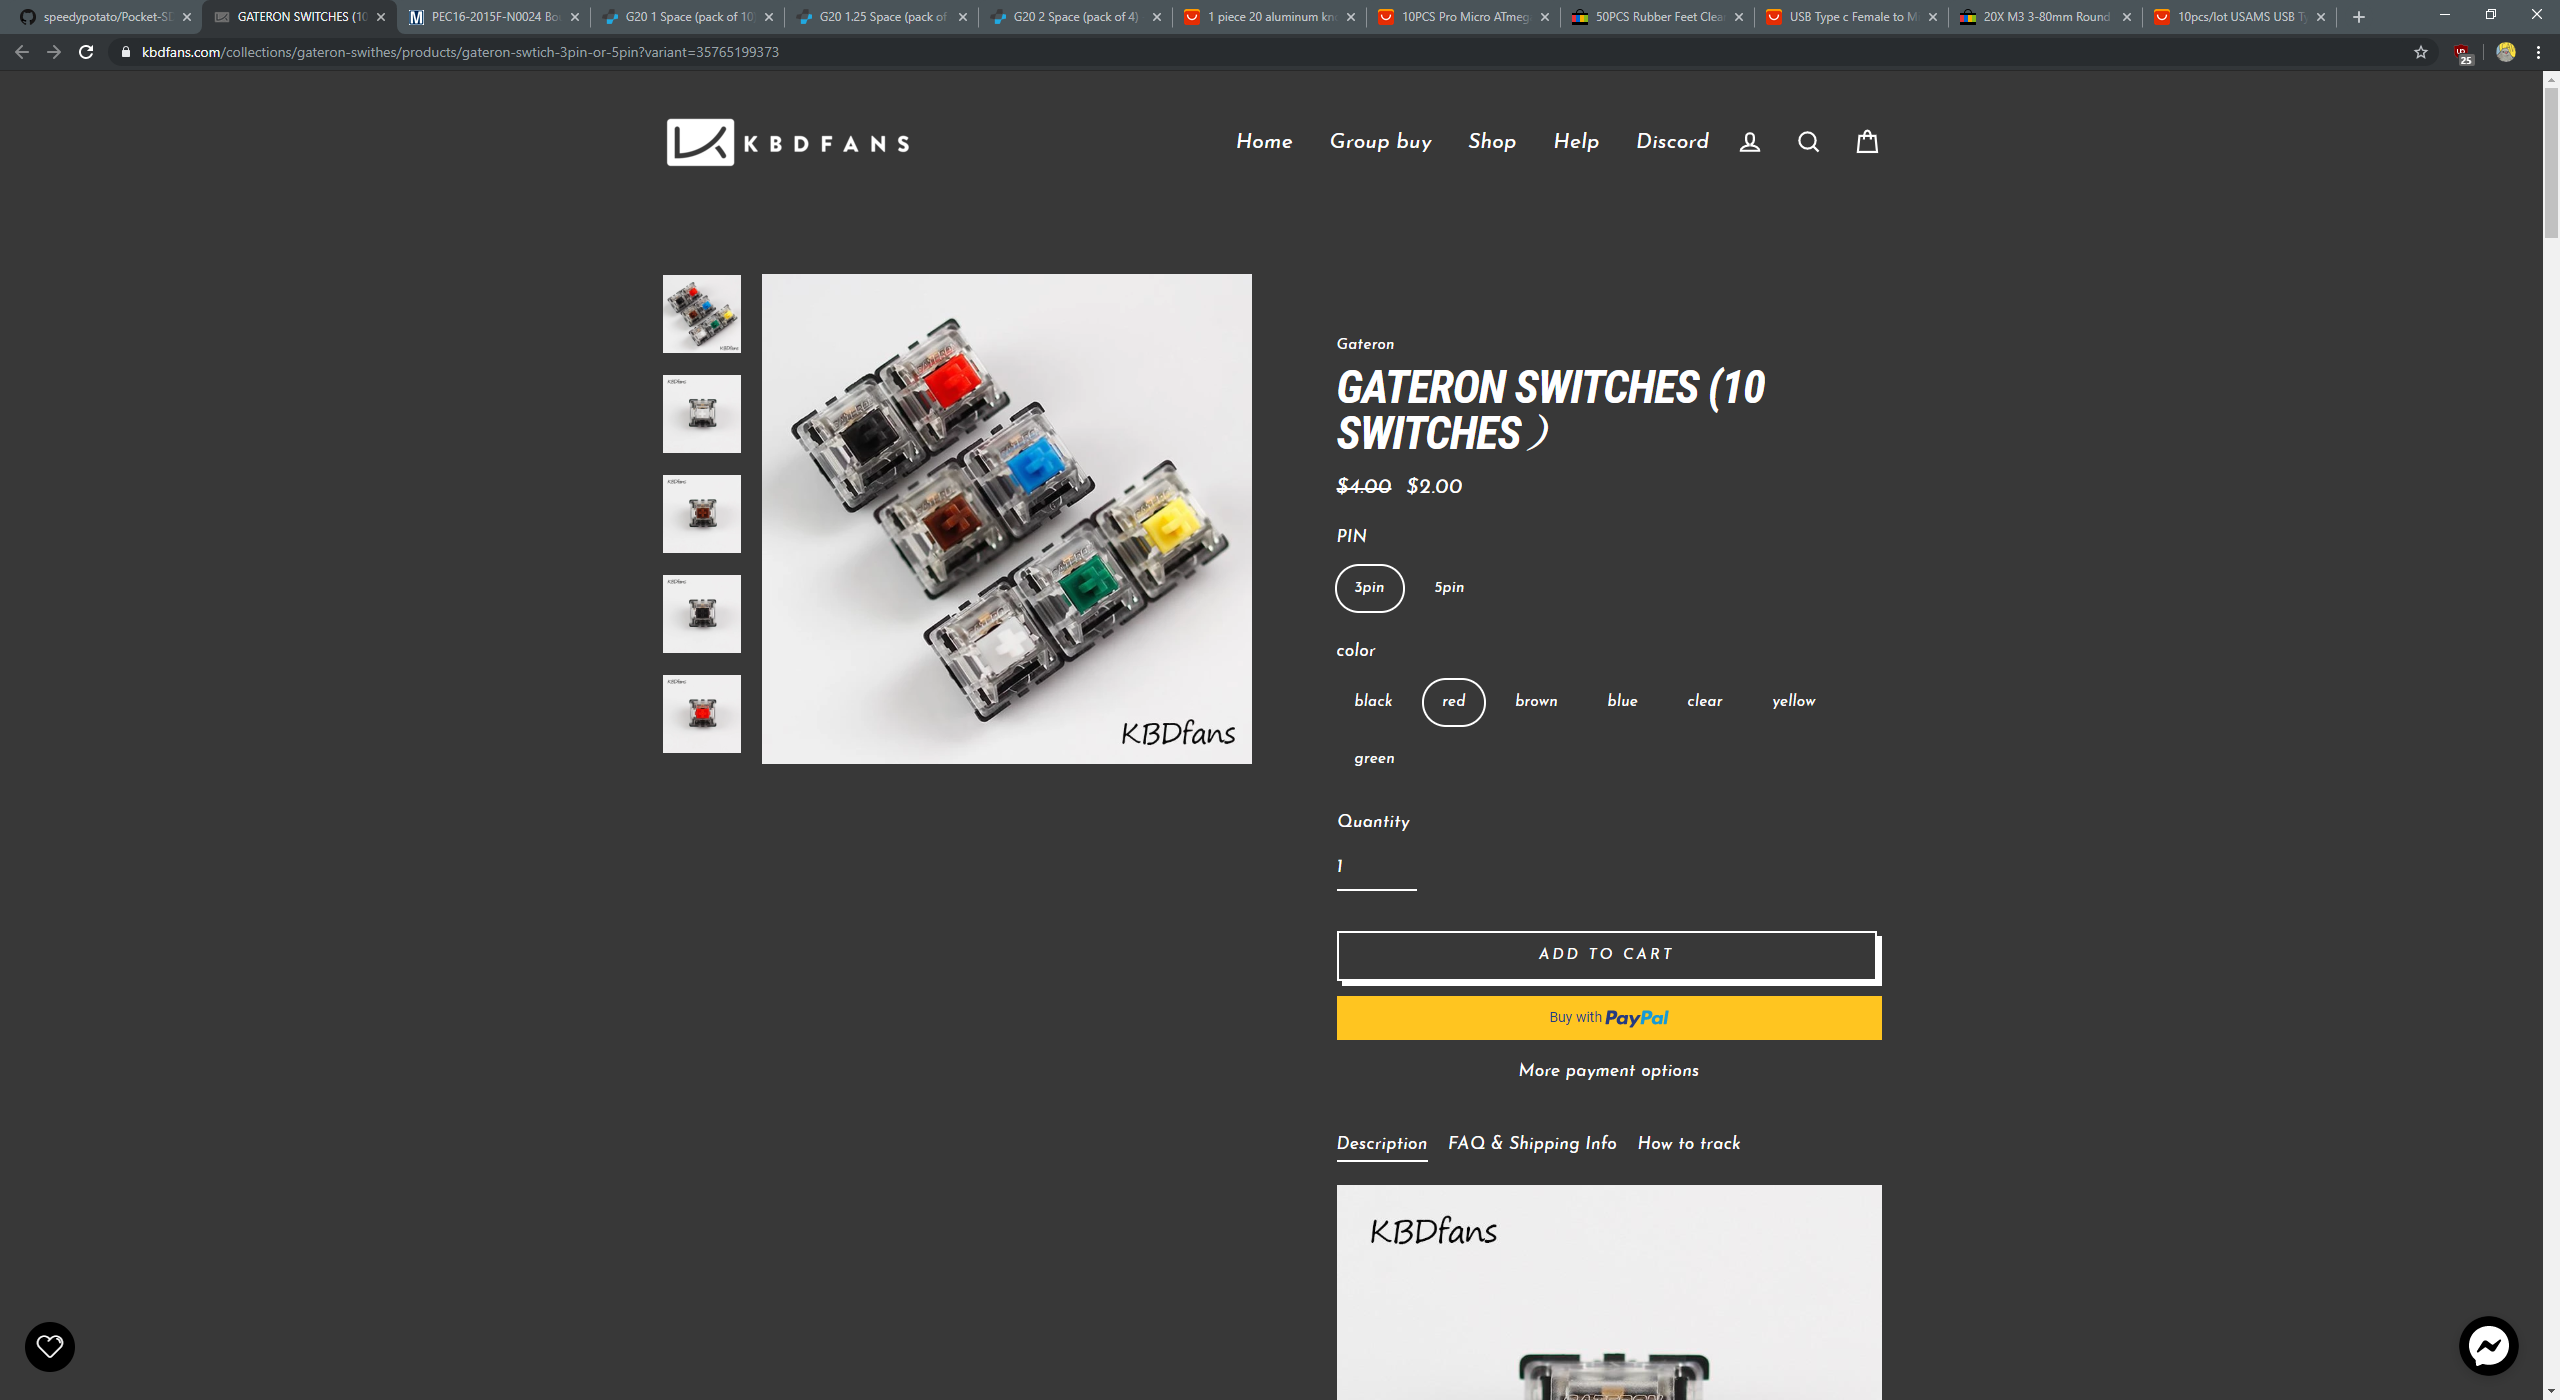 speedypotato/Pocket-SD
GATERON SWITCHES (10
PEC16-2015F-N0024 Bo
G20 1 Space (pack of 10)
G20 1.25 Space (pack of
G20 2 Space (pack of 4)
1 piece 20 aluminum kno
10PCS Pro Micro ATmeg
50PCS Rubber Feet Clea
USB Type c Female to M
20X M3 3-80mm Round
10pcs/lot USAMS USB Ty
kbdfans.com/collections/gateron-swithes/products/gateron-swtich-3pin-or-5pin?variant=35765199373
25
KBDFANS
Home Group buy Shop Help Discord
Gateron
GATERON SWITCHES (10
SWITCHES）
$4.00 $2.00
PIN
3pin 5pin
color
black red brown blue clear yellow
green
Quantity
1
ADD TO CART
Buy with PayPal
More payment options
Description FAQ & Shipping Info How to track
KBDfans
KBDfans
GATERON